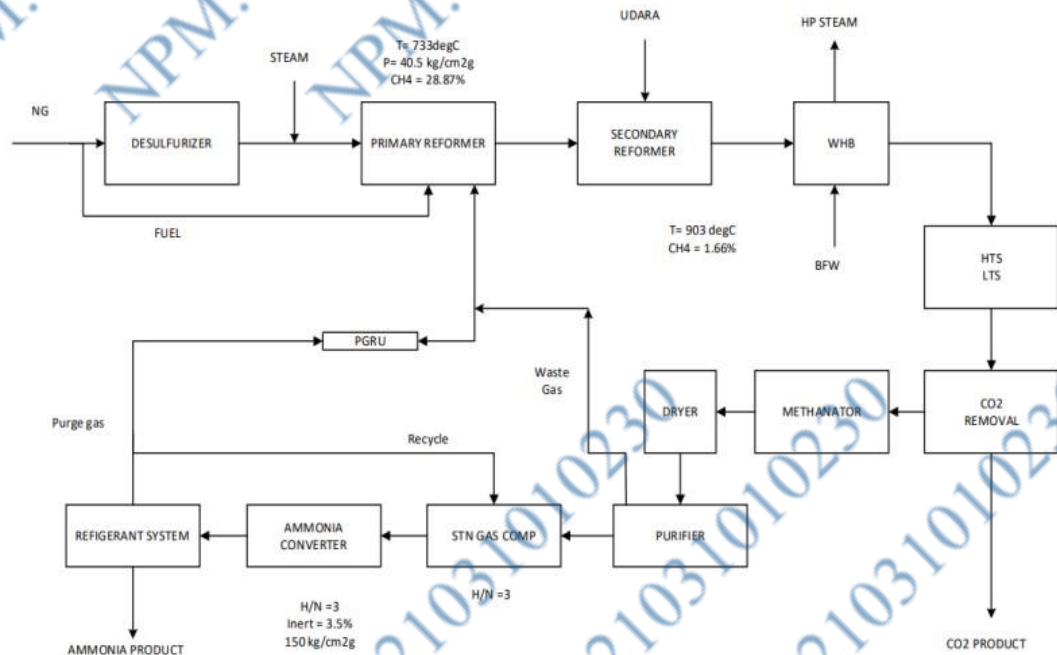 UDARA
HP STEAM
STEAM
T= 733degC
P= 40.5 kg/cm2g
CH4 = 28.87%
NG
DESULFURIZER
PRIMARY REFORMER
SECONDARY
REFORMER
WHB
FUEL
T= 903 degC
CH4 = 1.66%
BFW
HTS
LTS
PGRU
Waste
Gas
DRYER
METHANATOR
CO2
REMOVAL
Purge gas
Recycle
REFIGERANT SYSTEM
AMMONIA
CONVERTER
STN GAS COMP
PURIFIER
H/N =3
Inert = 3.5%
150 kg/cm2g
H/N =3
AMMONIA PRODUCT
CO2 PRODUCT
NPM.
NPM.
21031010230
21031010230
21031010230